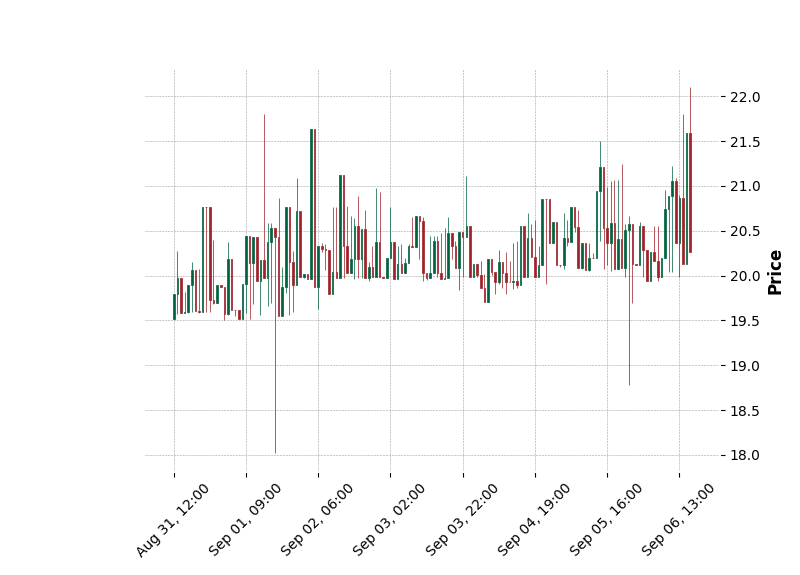 22.0
21.5
21.0
20.5
20.0
19.5
19.0
18.5
18.0
Price
Aug 31, 12:00
Sep 01, 09:00
Sep 02, 06:00
Sep 03, 02:00
Sep 03, 22:00
Sep 04, 19:00
Sep 05, 16:00
Sep 06, 13:00